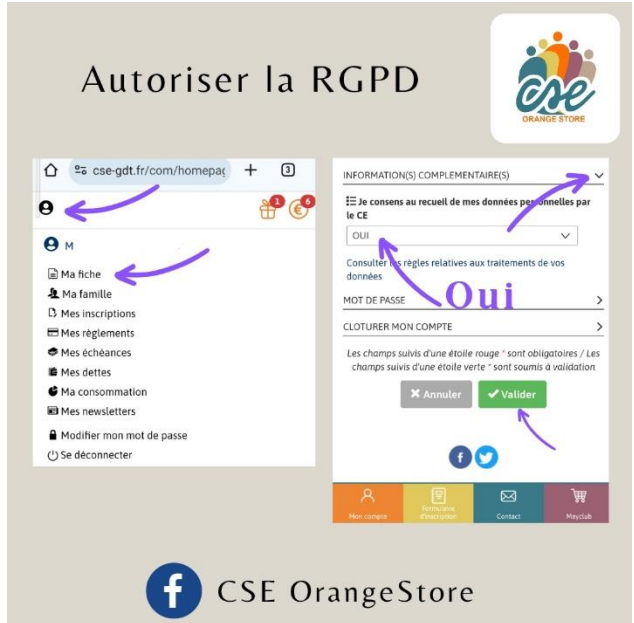 Autoriser la RGPD
cse
ORANGE STORE
cse-gdt.fr/com/homepag
3
1
6
M
Ma fiche
Ma famille
Mes inscriptions
Mes règlements
Mes échéances
Mes dettes
Ma consommation
Mes newsletters
Modifier mon mot de passe
Se déconnecter
INFORMATION(S) COMPLEMENTAIRE(S)
Je consens au recueil de mes données personnelles par
le CE
OUI
Consulter les règles relatives aux traitements de vos
données
Oui
MOT DE PASSE
CLOTURER MON COMPTE
Les champs suivis d'une étoile rouge * sont obligatoires / Les
champs suivis d'une étoile verte * sont soumis à validation
Annuler
Valider
Mon compte
Formulaire
d'inscription
Contact
Meyclub
CSE OrangeStore